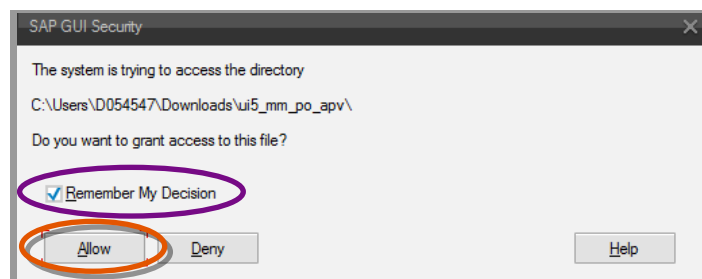 SAP GUI Security
The system is trying to access the directory
C:\Users\D054547\Downloads\ui5_mm_po_apv\
Do you want to grant access to this file?
Remember My Decision
Allow Deny Help